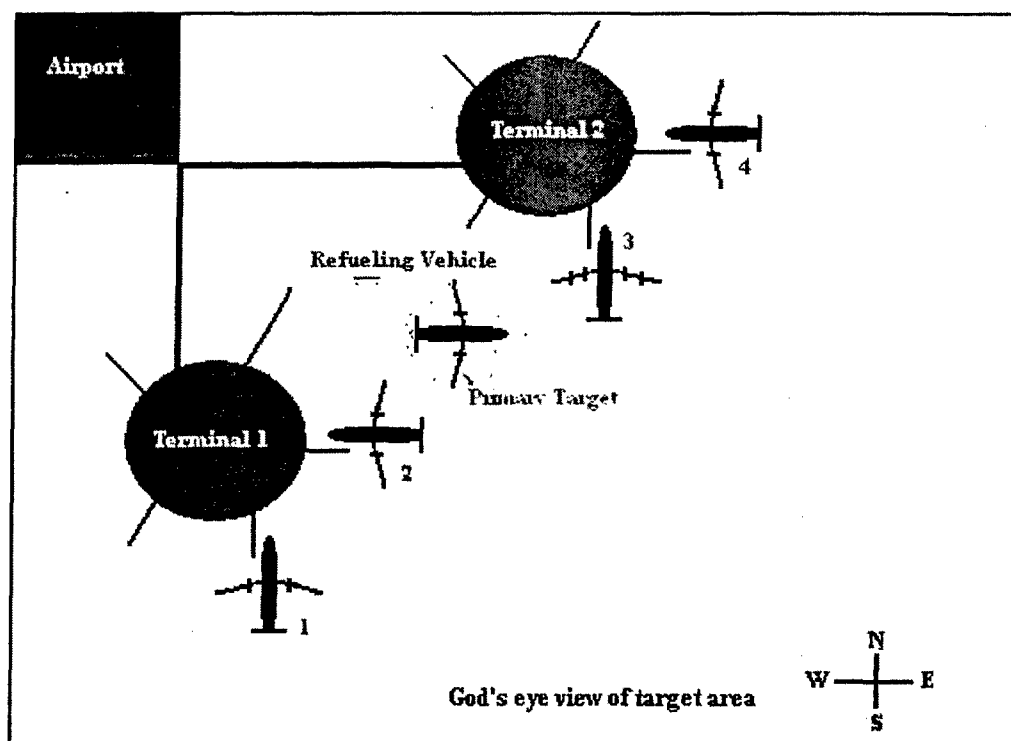 Airport
Terminal 2
4
3
Refueling Vehicle
Primary Target
Terminal 1
2
1
N
W E
S
God's eye view of target area